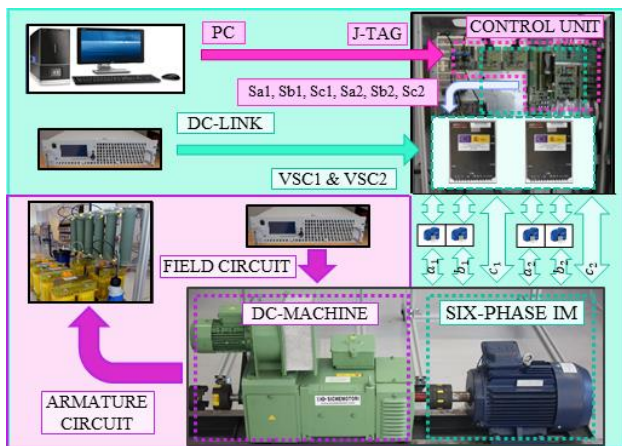 PC
J-TAG
CONTROL UNIT
Sa1, Sb1, Sc1, Sa2, Sb2, Sc2
DC-LINK
VSC1 & VSC2
a1
b1
c1
a2
b2
c2
FIELD CIRCUIT
DC-MACHINE
SIX-PHASE IM
ARMATURE
CIRCUIT
SICMEMOTORI